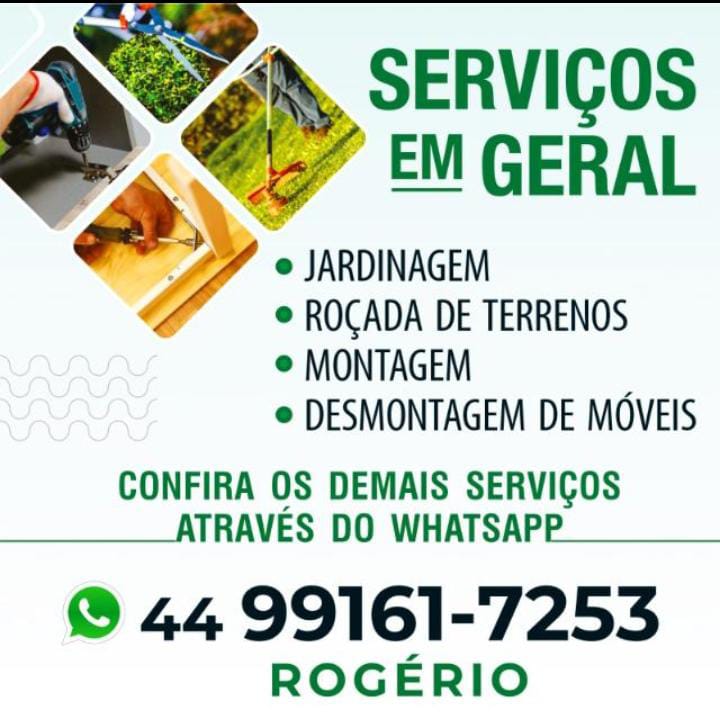 SERVIÇOS
EM GERAL
• JARDINAGEM
• ROÇADA DE TERRENOS
• MONTAGEM
• DESMONTAGEM DE MÓVEIS
CONFIRA OS DEMAIS SERVIÇOS
ATRAVÉS DO WHATSAPP
44 99161-7253
ROGÉRIO